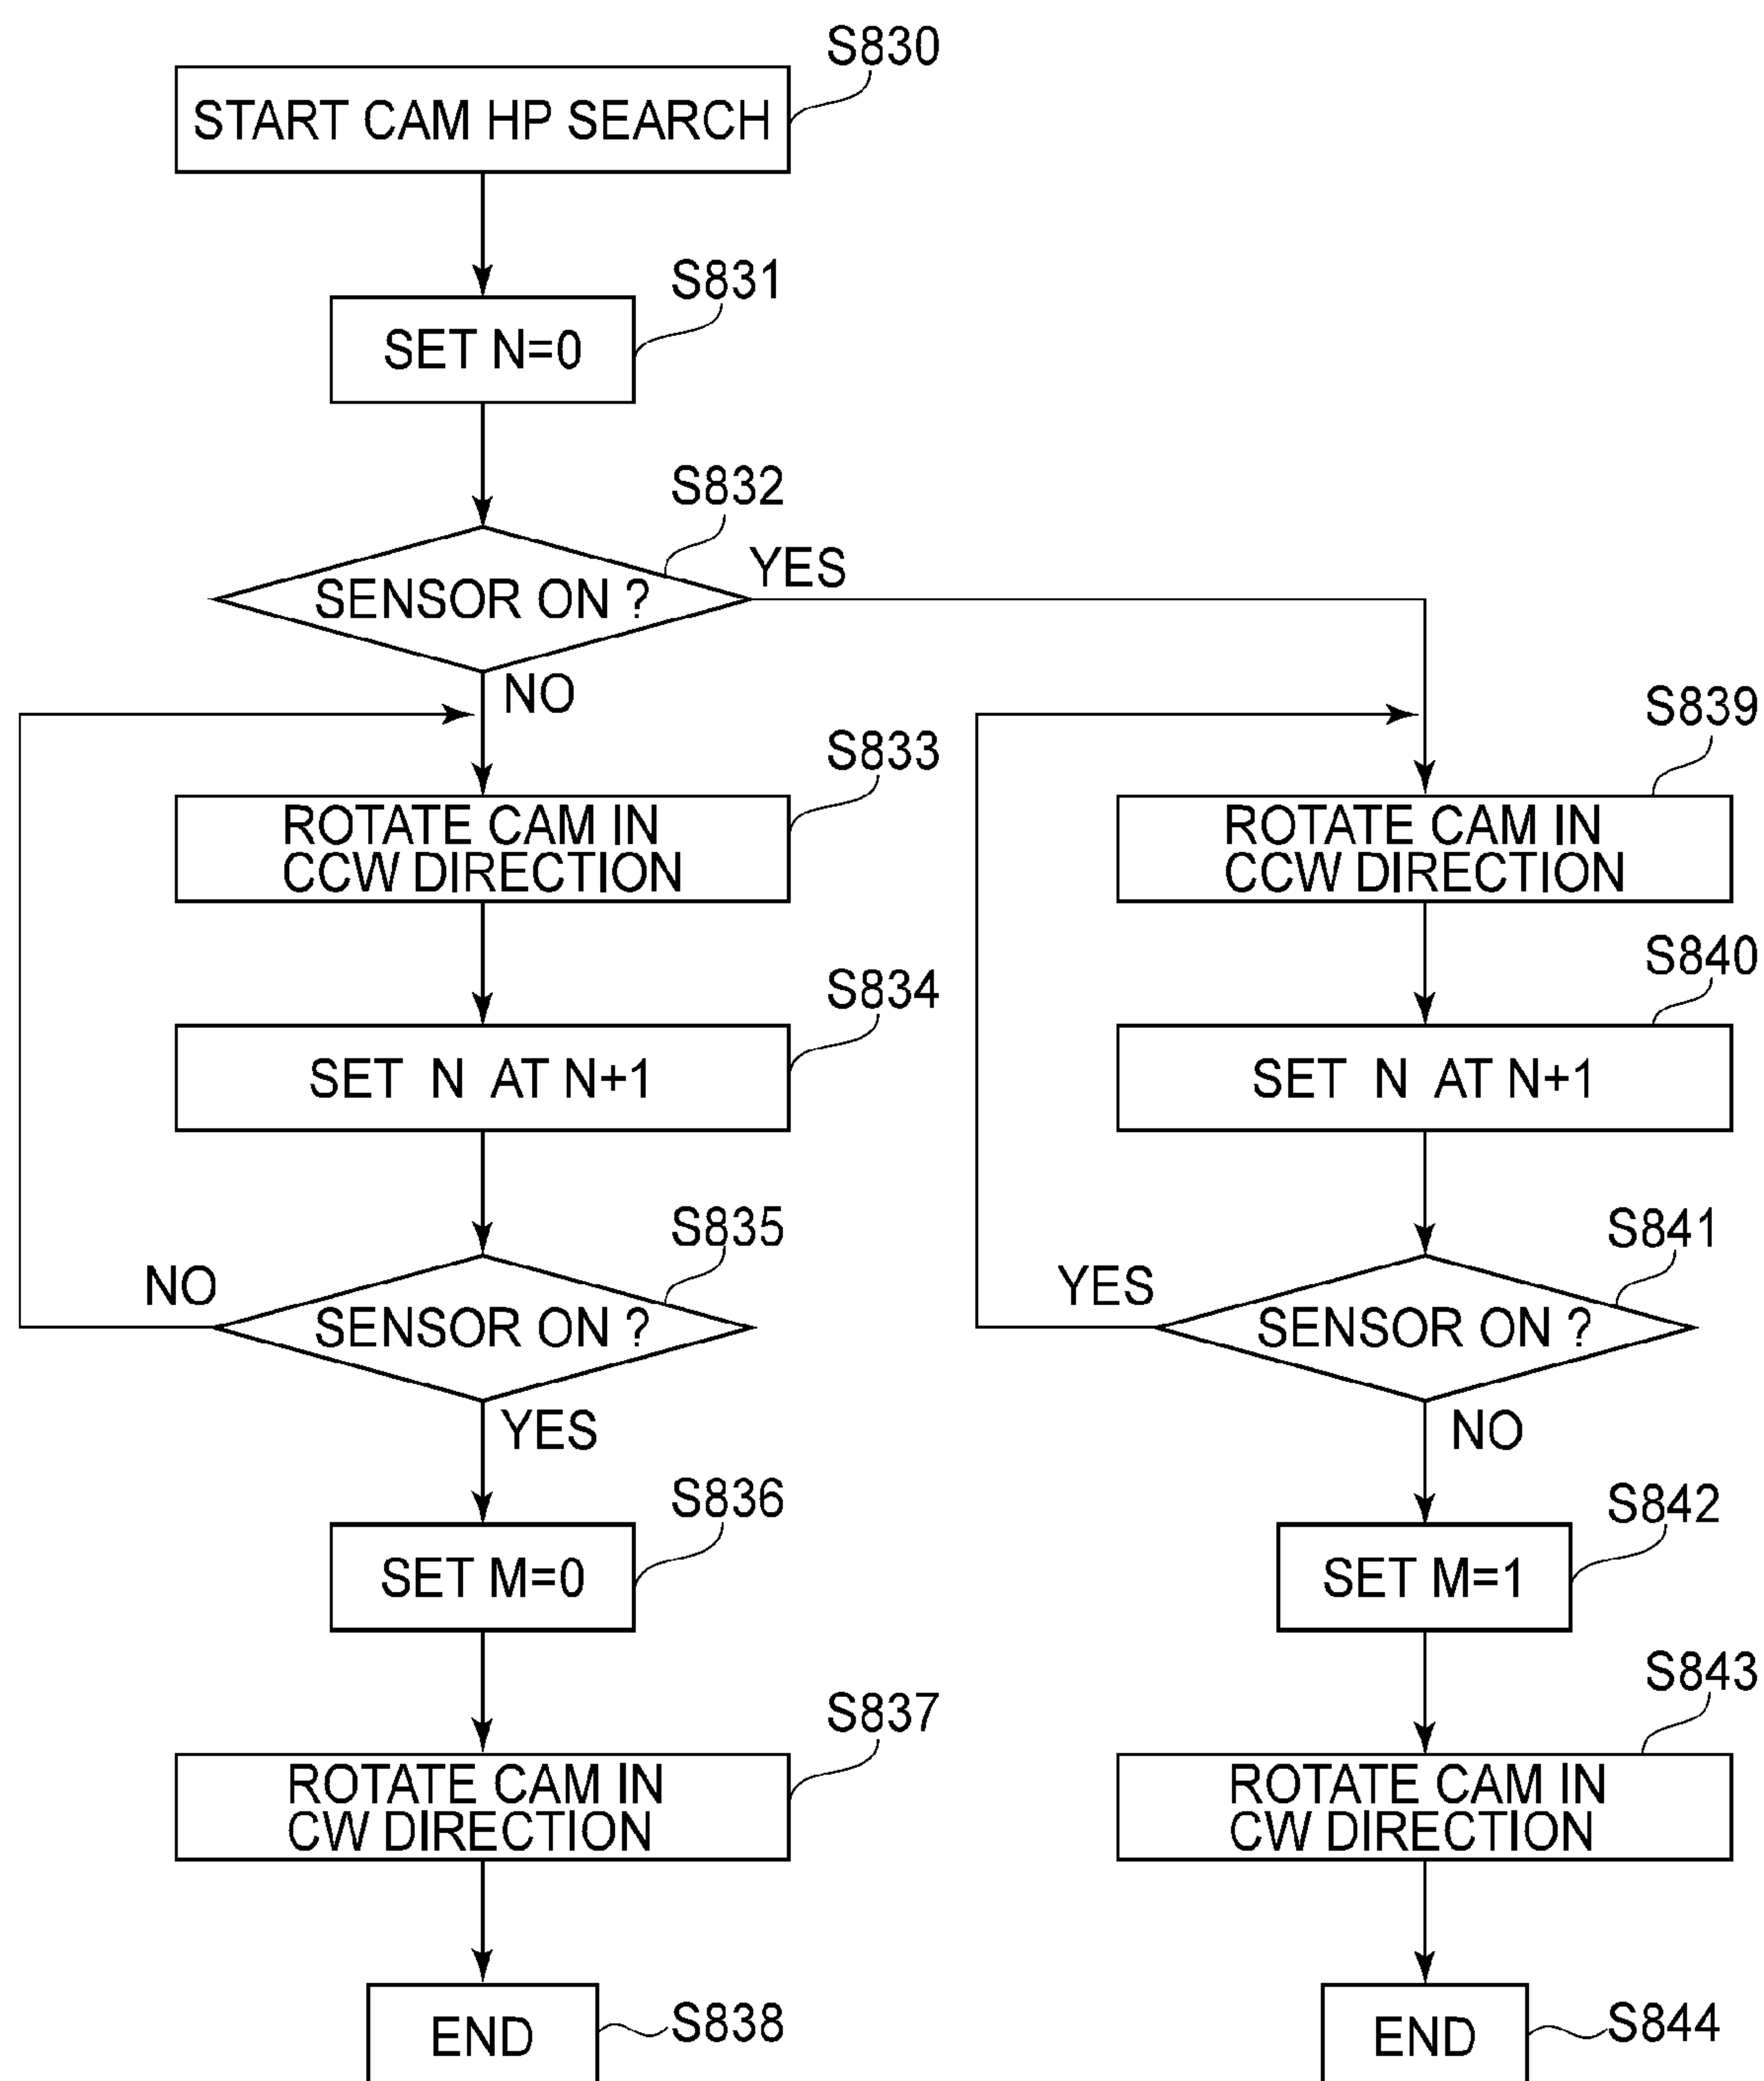 S830
START CAM HP SEARCH
S831
SET N=0
S832
SENSOR ON ?
YES
NO
S833
ROTATE CAM IN
CCW DIRECTION
S834
SET N AT N+1
S835
SENSOR ON ?
NO
YES
S836
SET M=0
S837
ROTATE CAM IN
CW DIRECTION
END
S838
S839
ROTATE CAM IN
CCW DIRECTION
S840
SET N AT N+1
S841
SENSOR ON ?
YES
NO
S842
SET M=1
S843
ROTATE CAM IN
CW DIRECTION
END
S844